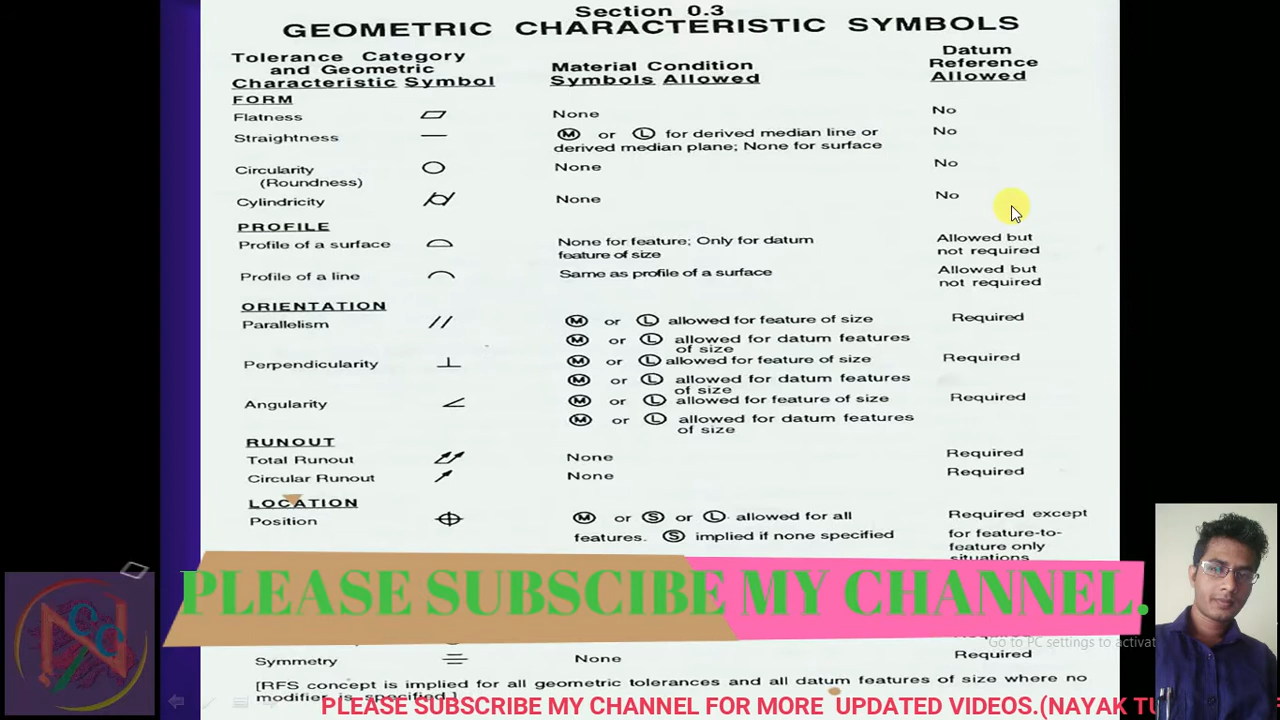 Section 0.3
GEOMETRIC CHARACTERISTIC SYMBOLS
Tolerance Category
and Geometric
Characteristic Symbol
Material Condition
Symbols Allowed
Datum
Reference
Allowed
FORM
Flatness None No
Straightness Ⓜ or Ⓛ for derived median line or No
derived median plane; None for surface
Circularity None No
(Roundness)
Cylindricity None No
PROFILE
Profile of a surface None for feature; Only for datum Allowed but
feature of size not required
Profile of a line Same as profile of a surface Allowed but
not required
ORIENTATION
Parallelism Ⓜ or Ⓛ allowed for feature of size Required
Ⓜ or Ⓛ allowed for datum features
of size
Perpendicularity Ⓜ or Ⓛ allowed for feature of size Required
Ⓜ or Ⓛ allowed for datum features
of size
Angularity Ⓜ or Ⓛ allowed for feature of size Required
Ⓜ or Ⓛ allowed for datum features
of size
RUNOUT
Total Runout None Required
Circular Runout None Required
LOCATION
Position Ⓜ or Ⓢ or Ⓛ allowed for all Required except
features. Ⓢ implied if none specified for feature-to-
feature only
situations
PLEASE SUBSCIBE MY CHANNEL.
Go to PC settings to activat
Symmetry None Required
[RFS concept is implied for all geometric tolerances and all datum features of size where no
modifier is specified.]
PLEASE SUBSCRIBE MY CHANNEL FOR MORE UPDATED VIDEOS.(NAYAK TU